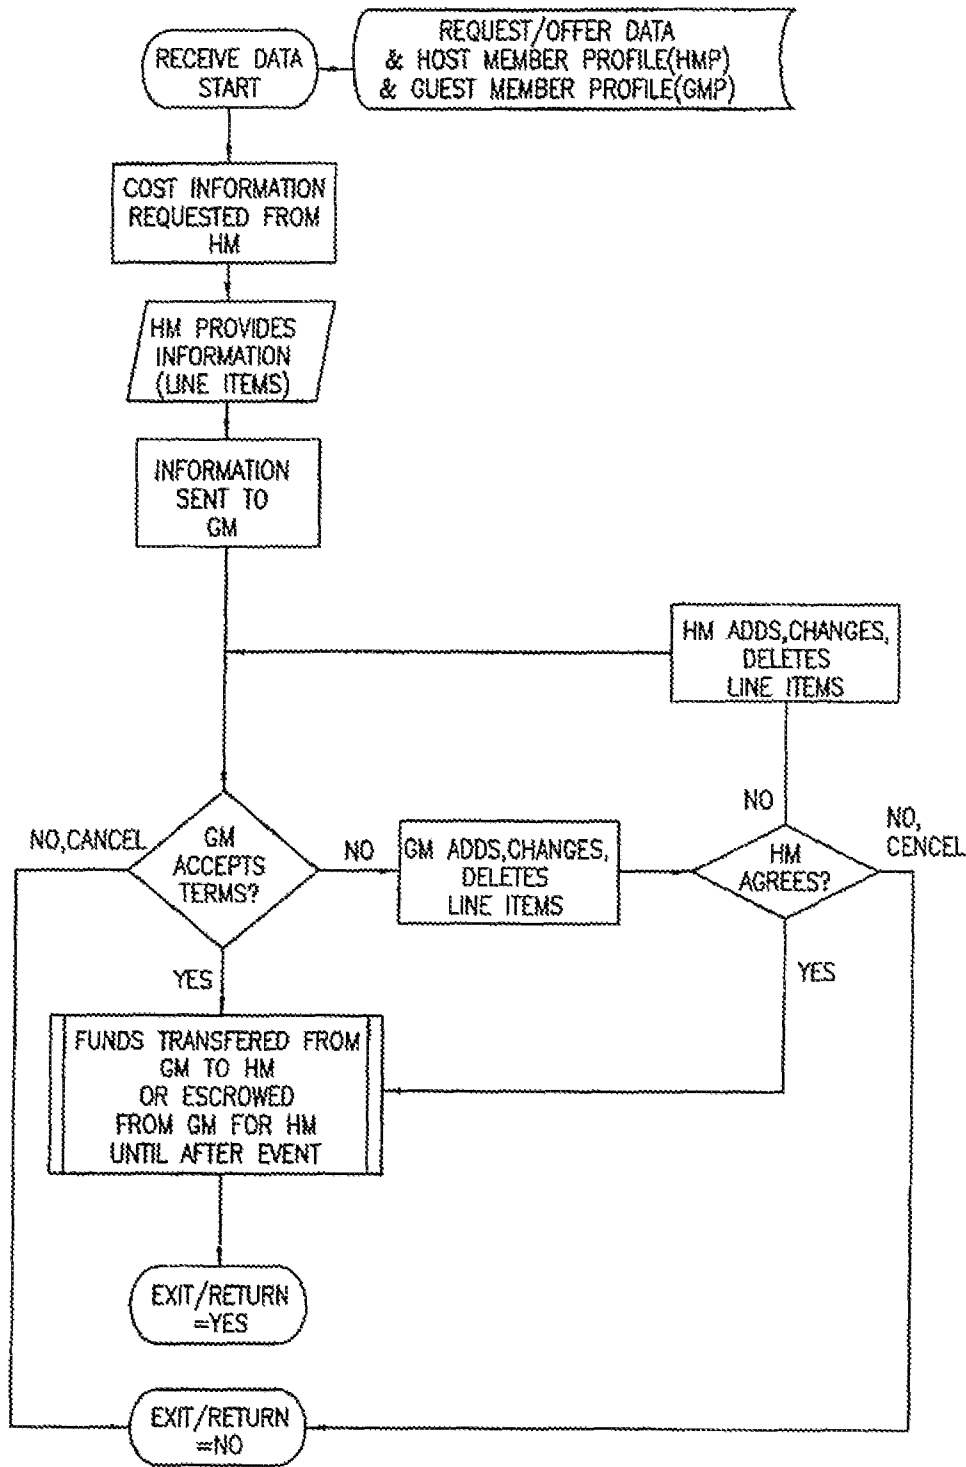 RECEIVE DATA
START
REQUEST/OFFER DATA
& HOST MEMBER PROFILE(HMP)
& GUEST MEMBER PROFILE(GMP)
COST INFORMATION
REQUESTED FROM
HM
HM PROVIDES
INFORMATION
(LINE ITEMS)
INFORMATION
SENT TO
GM
HM ADDS,CHANGES,
DELETES
LINE ITEMS
NO,CANCEL
GM
ACCEPTS
TERMS?
NO
GM ADDS,CHANGES,
DELETES
LINE ITEMS
NO
HM
AGREES?
NO,
CENCEL
YES
YES
FUNDS TRANSFERED FROM
GM TO HM
OR ESCROWED
FROM GM FOR HM
UNTIL AFTER EVENT
EXIT/RETURN
=YES
EXIT/RETURN
=NO